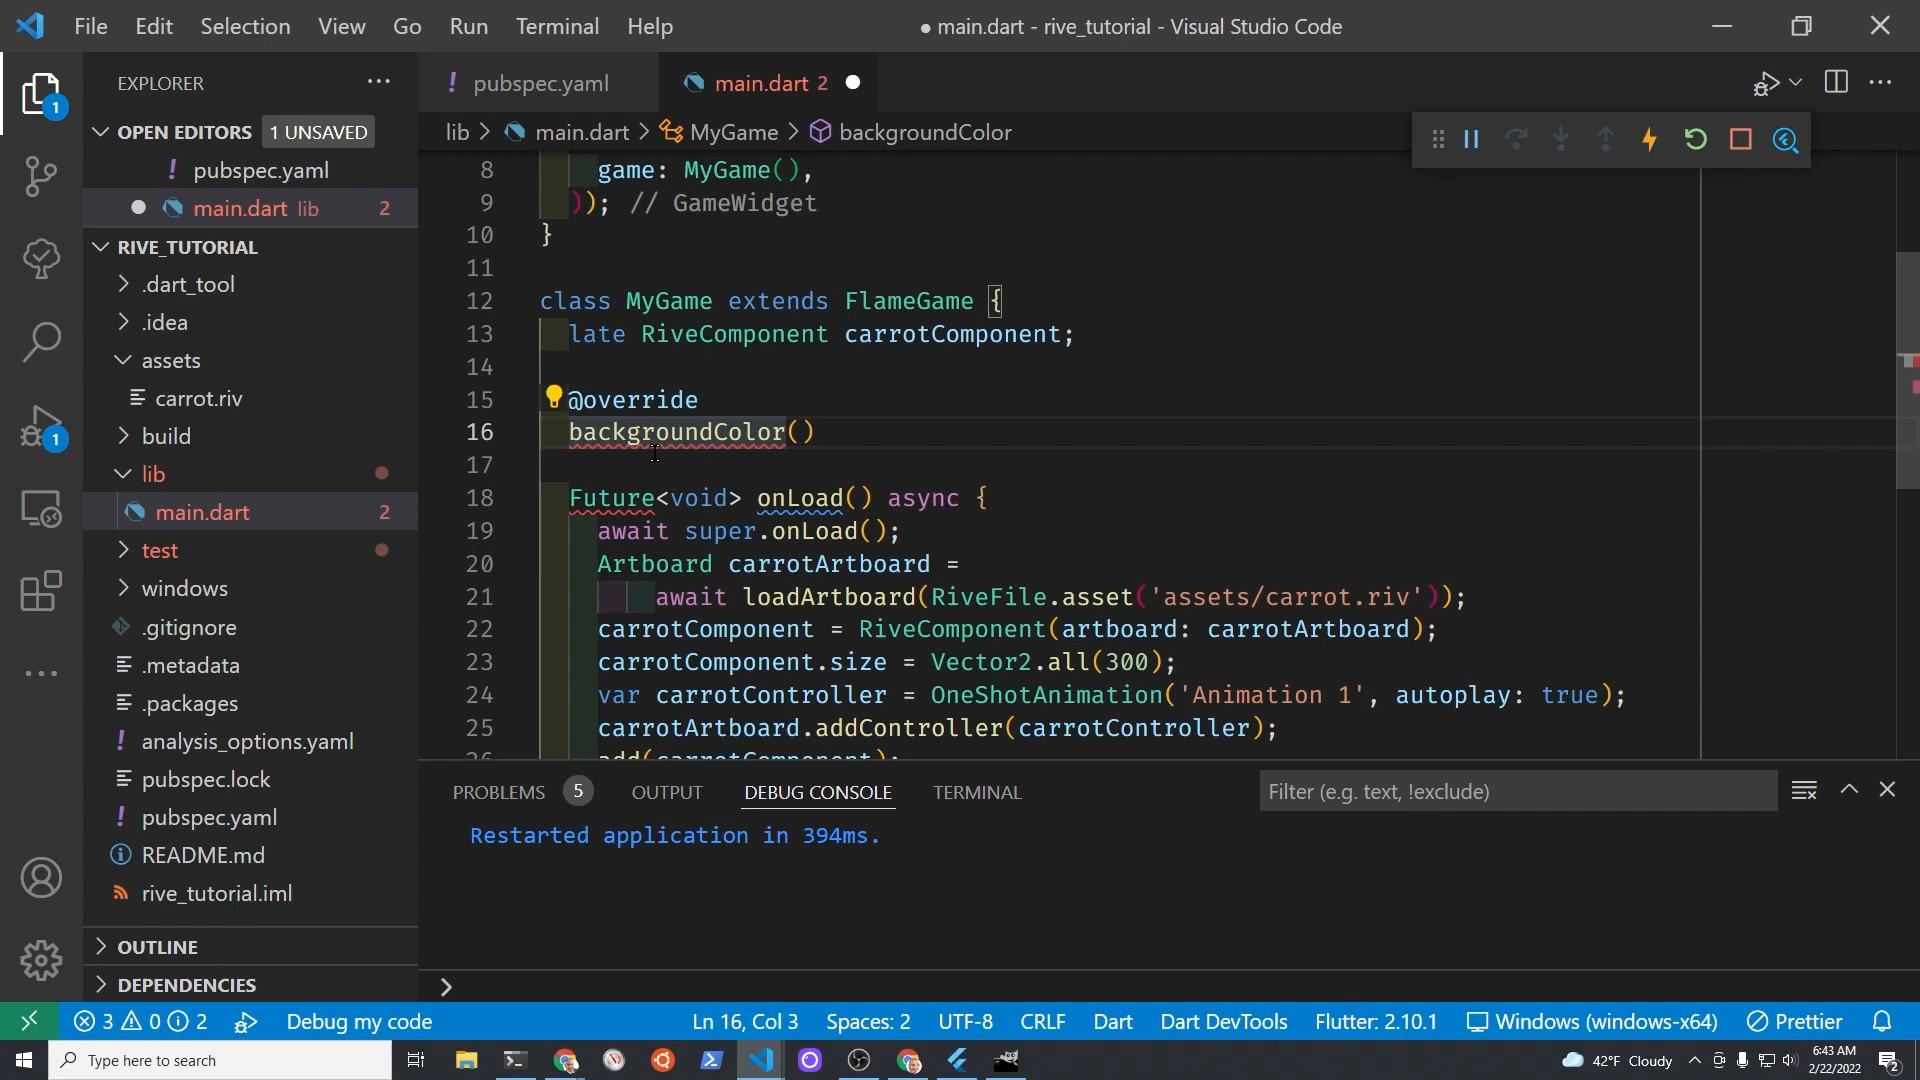 File Edit Selection View Go Run Terminal Help
● main.dart - rive_tutorial - Visual Studio Code
EXPLORER
OPEN EDITORS 1 UNSAVED
! pubspec.yaml
main.dart lib 2
RIVE_TUTORIAL
.dart_tool
.idea
assets
carrot.riv
build
lib
main.dart 2
test
windows
.gitignore
.metadata
.packages
! analysis_options.yaml
pubspec.lock
! pubspec.yaml
README.md
rive_tutorial.iml
OUTLINE
DEPENDENCIES
1
1
! pubspec.yaml
main.dart 2
lib > main.dart > MyGame > backgroundColor
8 game: MyGame(),
9 )); // GameWidget
10 }
11
12 class MyGame extends FlameGame {
13 late RiveComponent carrotComponent;
14
15 @override
16 backgroundColor()
17
18 Future<void> onLoad() async {
19 await super.onLoad();
20 Artboard carrotArtboard =
21 await loadArtboard(RiveFile.asset('assets/carrot.riv'));
22 carrotComponent = RiveComponent(artboard: carrotArtboard);
23 carrotComponent.size = Vector2.all(300);
24 var carrotController = OneShotAnimation('Animation 1', autoplay: true);
25 carrotArtboard.addController(carrotController);
26 add(carrotComponent);
PROBLEMS 5 OUTPUT DEBUG CONSOLE TERMINAL
Filter (e.g. text, !exclude)
Restarted application in 394ms.
3 0 2 Debug my code
Ln 16, Col 3 Spaces: 2 UTF-8 CRLF Dart Dart DevTools Flutter: 2.10.1 Windows (windows-x64) Prettier
Type here to search
42°F Cloudy
6:43 AM
2/22/2022
2